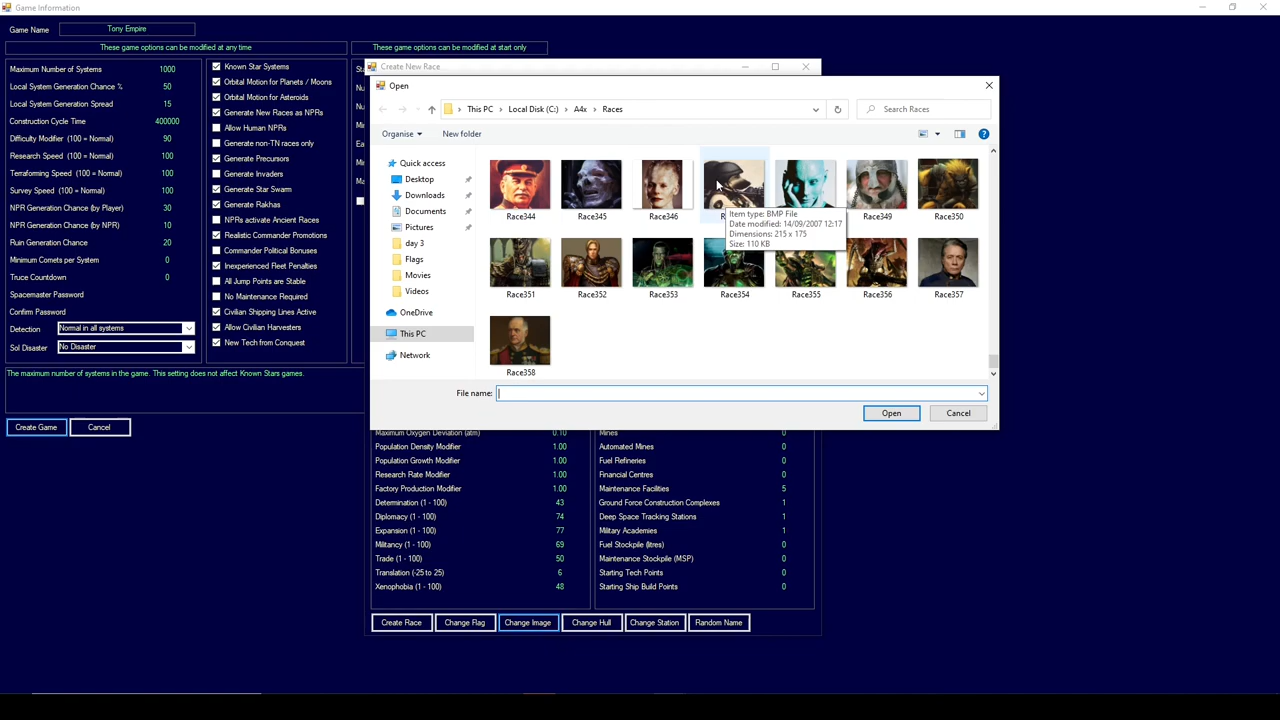 Game Information
Game Name
Tony Empire
These game options can be modified at any time
These game options can be modified at start only
Maximum Number of Systems 1000
Local System Generation Chance % 50
Local System Generation Spread 15
Construction Cycle Time 400000
Difficulty Modifier (100 = Normal) 90
Research Speed (100 = Normal) 100
Terraforming Speed (100 = Normal) 100
Survey Speed (100 = Normal) 100
NPR Generation Chance (by Player) 30
NPR Generation Chance (by NPR) 10
Ruin Generation Chance 20
Minimum Comets per System 0
Truce Countdown 0
Spacemaster Password
Confirm Password
Detection Normal in all systems
Sol Disaster No Disaster
Known Star Systems
Orbital Motion for Planets / Moons
Orbital Motion for Asteroids
Generate New Races as NPRs
Allow Human NPRs
Generate non-TN races only
Generate Precursors
Generate Invaders
Generate Star Swarm
Generate Rakhas
NPRs activate Ancient Races
Realistic Commander Promotions
Commander Political Bonuses
Inexperienced Fleet Penalties
All Jump Points are Stable
No Maintenance Required
Civilian Shipping Lines Active
Allow Civilian Harvesters
New Tech from Conquest
The maximum number of systems in the game. This setting does not affect Known Stars games.
Create Game
Cancel
Create New Race
Open
This PC
Local Disk (C:)
A4x
Races
Search Races
Organise
New folder
Quick access
Desktop
Downloads
Documents
Pictures
day 3
Flags
Movies
Videos
OneDrive
This PC
Network
Race344
Race345
Race346
Race349
Race350
Item type: BMP File
Date modified: 14/09/2007 12:17
Dimensions: 215 x 175
Size: 110 KB
Race351
Race352
Race353
Race354
Race355
Race356
Race357
Race358
File name:
Open
Cancel
Maximum Oxygen Deviation (atm) 0.10
Population Density Modifier 1.00
Population Growth Modifier 1.00
Research Rate Modifier 1.00
Factory Production Modifier 1.00
Determination (1 - 100) 43
Diplomacy (1 - 100) 74
Expansion (1 - 100) 77
Militancy (1 - 100) 69
Trade (1 - 100) 50
Translation (-25 to 25) 6
Xenophobia (1 - 100) 48
Mines 0
Automated Mines 0
Fuel Refineries 0
Financial Centres 0
Maintenance Facilities 5
Ground Force Construction Complexes 1
Deep Space Tracking Stations 1
Military Academies 1
Fuel Stockpile (litres) 0
Maintenance Stockpile (MSP) 0
Starting Tech Points 0
Starting Ship Build Points 0
Create Race
Change Flag
Change Image
Change Hull
Change Station
Random Name